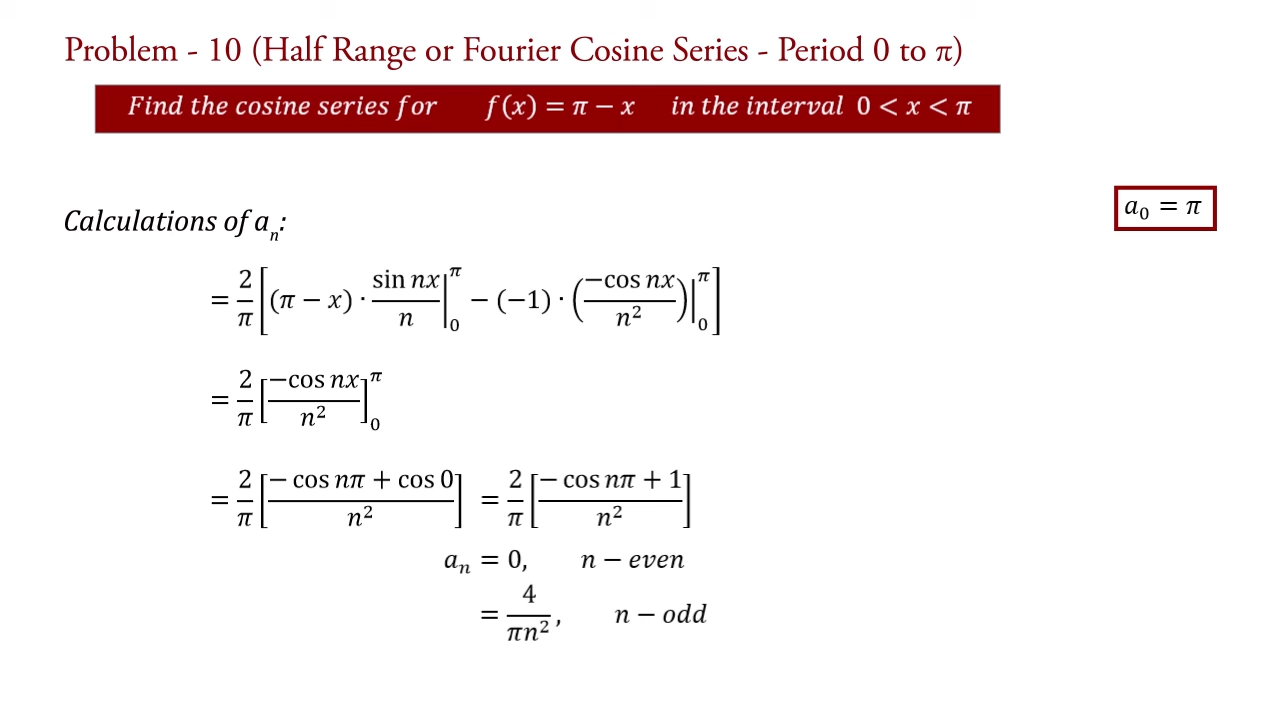 Problem - 10 (Half Range or Fourier Cosine Series - Period 0 to π)
Find the cosine series for f(x) = π − x in the interval 0 < x < π
a₀ = π
Calculations of aₙ:
= 2/π [(π − x) · sin nx/n |₀^π − (−1) · (−cos nx/n²)|₀^π]
= 2/π [−cos nx/n²]₀^π
= 2/π [− cos nπ + cos 0/n²] = 2/π [− cos nπ + 1/n²]
aₙ = 0, n − even
= 4/πn², n − odd